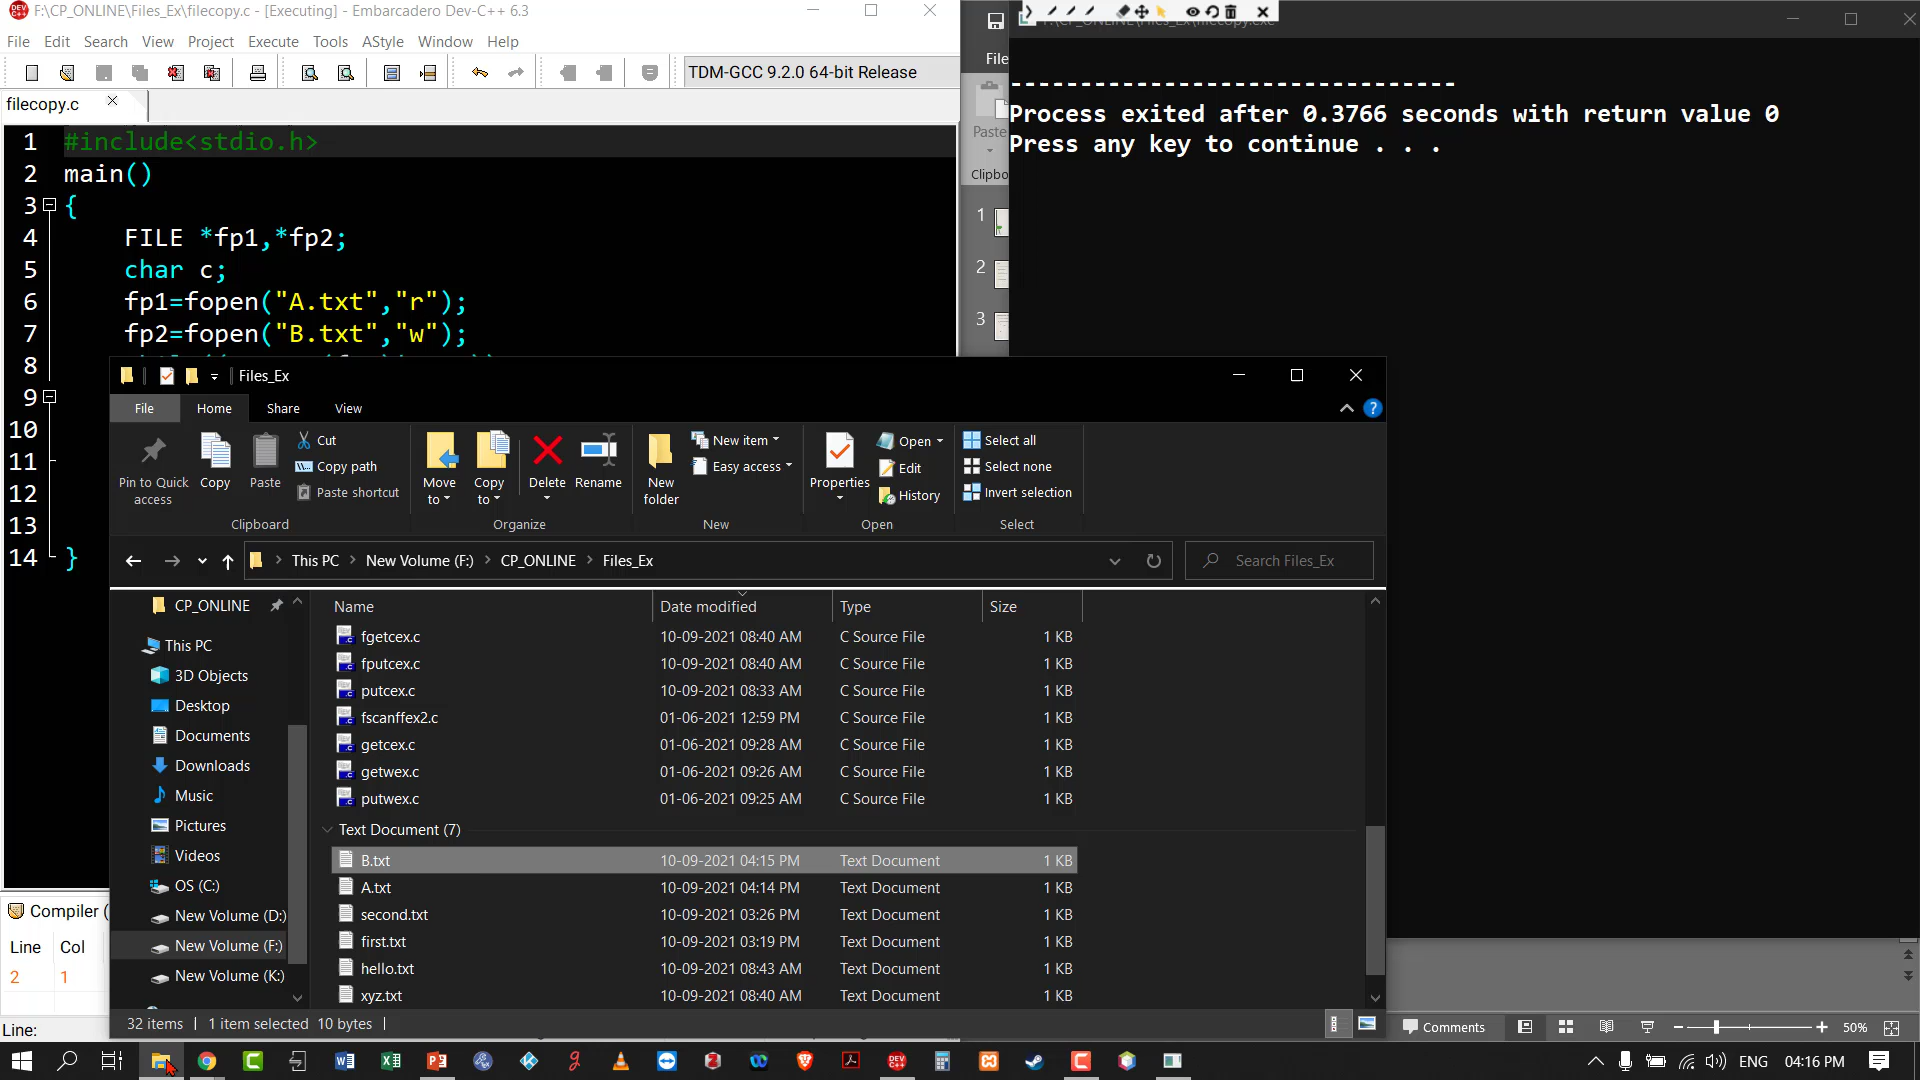 F:\CP_ONLINE\Files_Ex\filecopy.c - [Executing] - Embarcadero Dev-C++ 6.3
File Edit Search View Project Execute Tools AStyle Window Help
TDM-GCC 9.2.0 64-bit Release
filecopy.c
1 #include<stdio.h>
2 main()
3 {
4 FILE *fp1,*fp2;
5 char c;
6 fp1=fopen("A.txt","r");
7 fp2=fopen("B.txt","w");
8
9
10
11
12
13
14 }
Compiler (
Line Col
2 1
Line:
File
Paste
Clipbo
1
2
3
--------------------------------
Process exited after 0.3766 seconds with return value 0
Press any key to continue . . .
Files_Ex
File Home Share View
Pin to Quick access
Copy
Paste
Cut
Copy path
Paste shortcut
Clipboard
Move to
Copy to
Delete
Rename
Organize
New folder
New item
Easy access
New
Properties
Open
Edit
History
Open
Select all
Select none
Invert selection
Select
This PC New Volume (F:) CP_ONLINE Files_Ex
Search Files_Ex
CP_ONLINE
This PC
3D Objects
Desktop
Documents
Downloads
Music
Pictures
Videos
OS (C:)
New Volume (D:)
New Volume (F:)
New Volume (K:)
Name Date modified Type Size
fgetcex.c 10-09-2021 08:40 AM C Source File 1 KB
fputcex.c 10-09-2021 08:40 AM C Source File 1 KB
putcex.c 10-09-2021 08:33 AM C Source File 1 KB
fscanffex2.c 01-06-2021 12:59 PM C Source File 1 KB
getcex.c 01-06-2021 09:28 AM C Source File 1 KB
getwex.c 01-06-2021 09:26 AM C Source File 1 KB
putwex.c 01-06-2021 09:25 AM C Source File 1 KB
Text Document (7)
B.txt 10-09-2021 04:15 PM Text Document 1 KB
A.txt 10-09-2021 04:14 PM Text Document 1 KB
second.txt 10-09-2021 03:26 PM Text Document 1 KB
first.txt 10-09-2021 03:19 PM Text Document 1 KB
hello.txt 10-09-2021 08:43 AM Text Document 1 KB
xyz.txt 10-09-2021 08:40 AM Text Document 1 KB
32 items 1 item selected 10 bytes
Comments
50%
ENG 04:16 PM